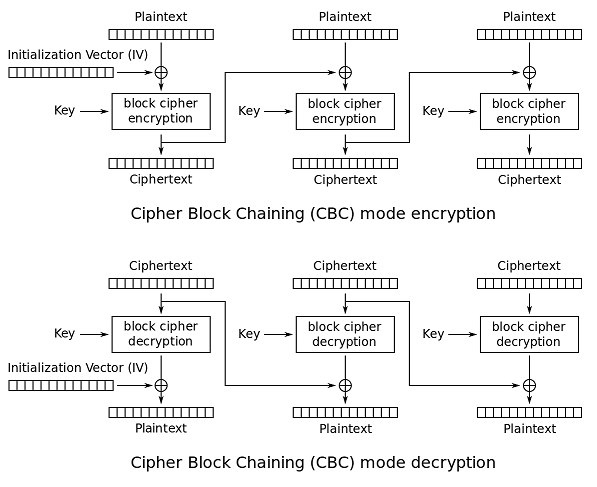 Plaintext Plaintext Plaintext
Initialization Vector (IV)
Key block cipher encryption Key block cipher encryption Key block cipher encryption
Ciphertext Ciphertext Ciphertext
Cipher Block Chaining (CBC) mode encryption
Ciphertext Ciphertext Ciphertext
Key block cipher decryption Key block cipher decryption Key block cipher decryption
Initialization Vector (IV)
Plaintext Plaintext Plaintext
Cipher Block Chaining (CBC) mode decryption